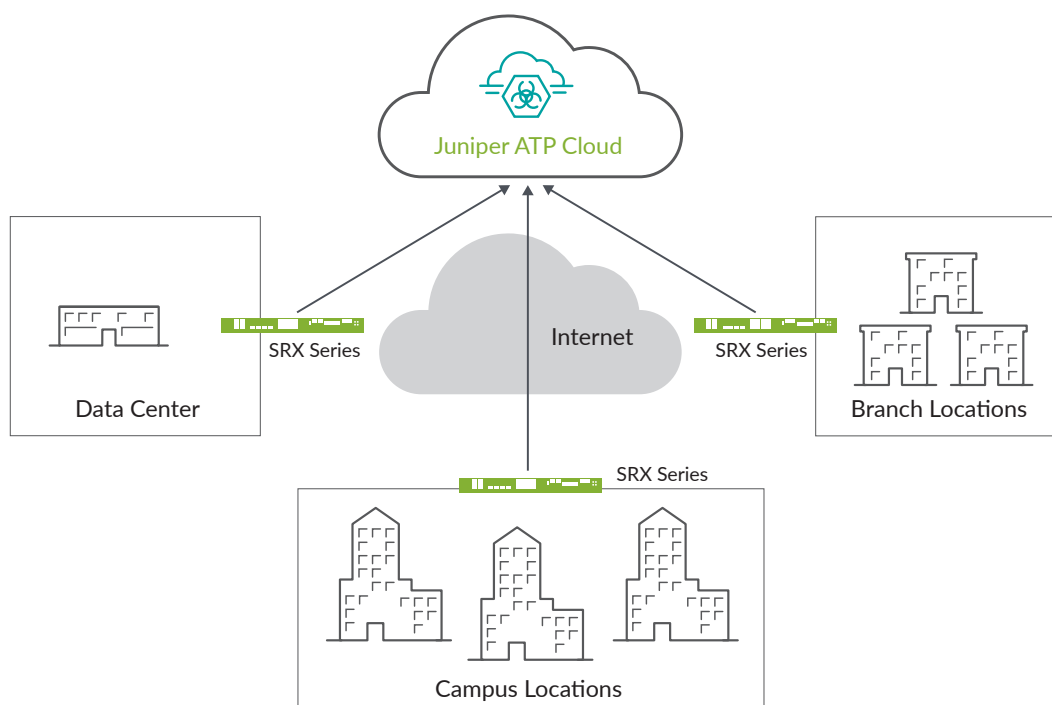 Juniper ATP Cloud
Internet
SRX Series
SRX Series
Data Center
Branch Locations
SRX Series
Campus Locations